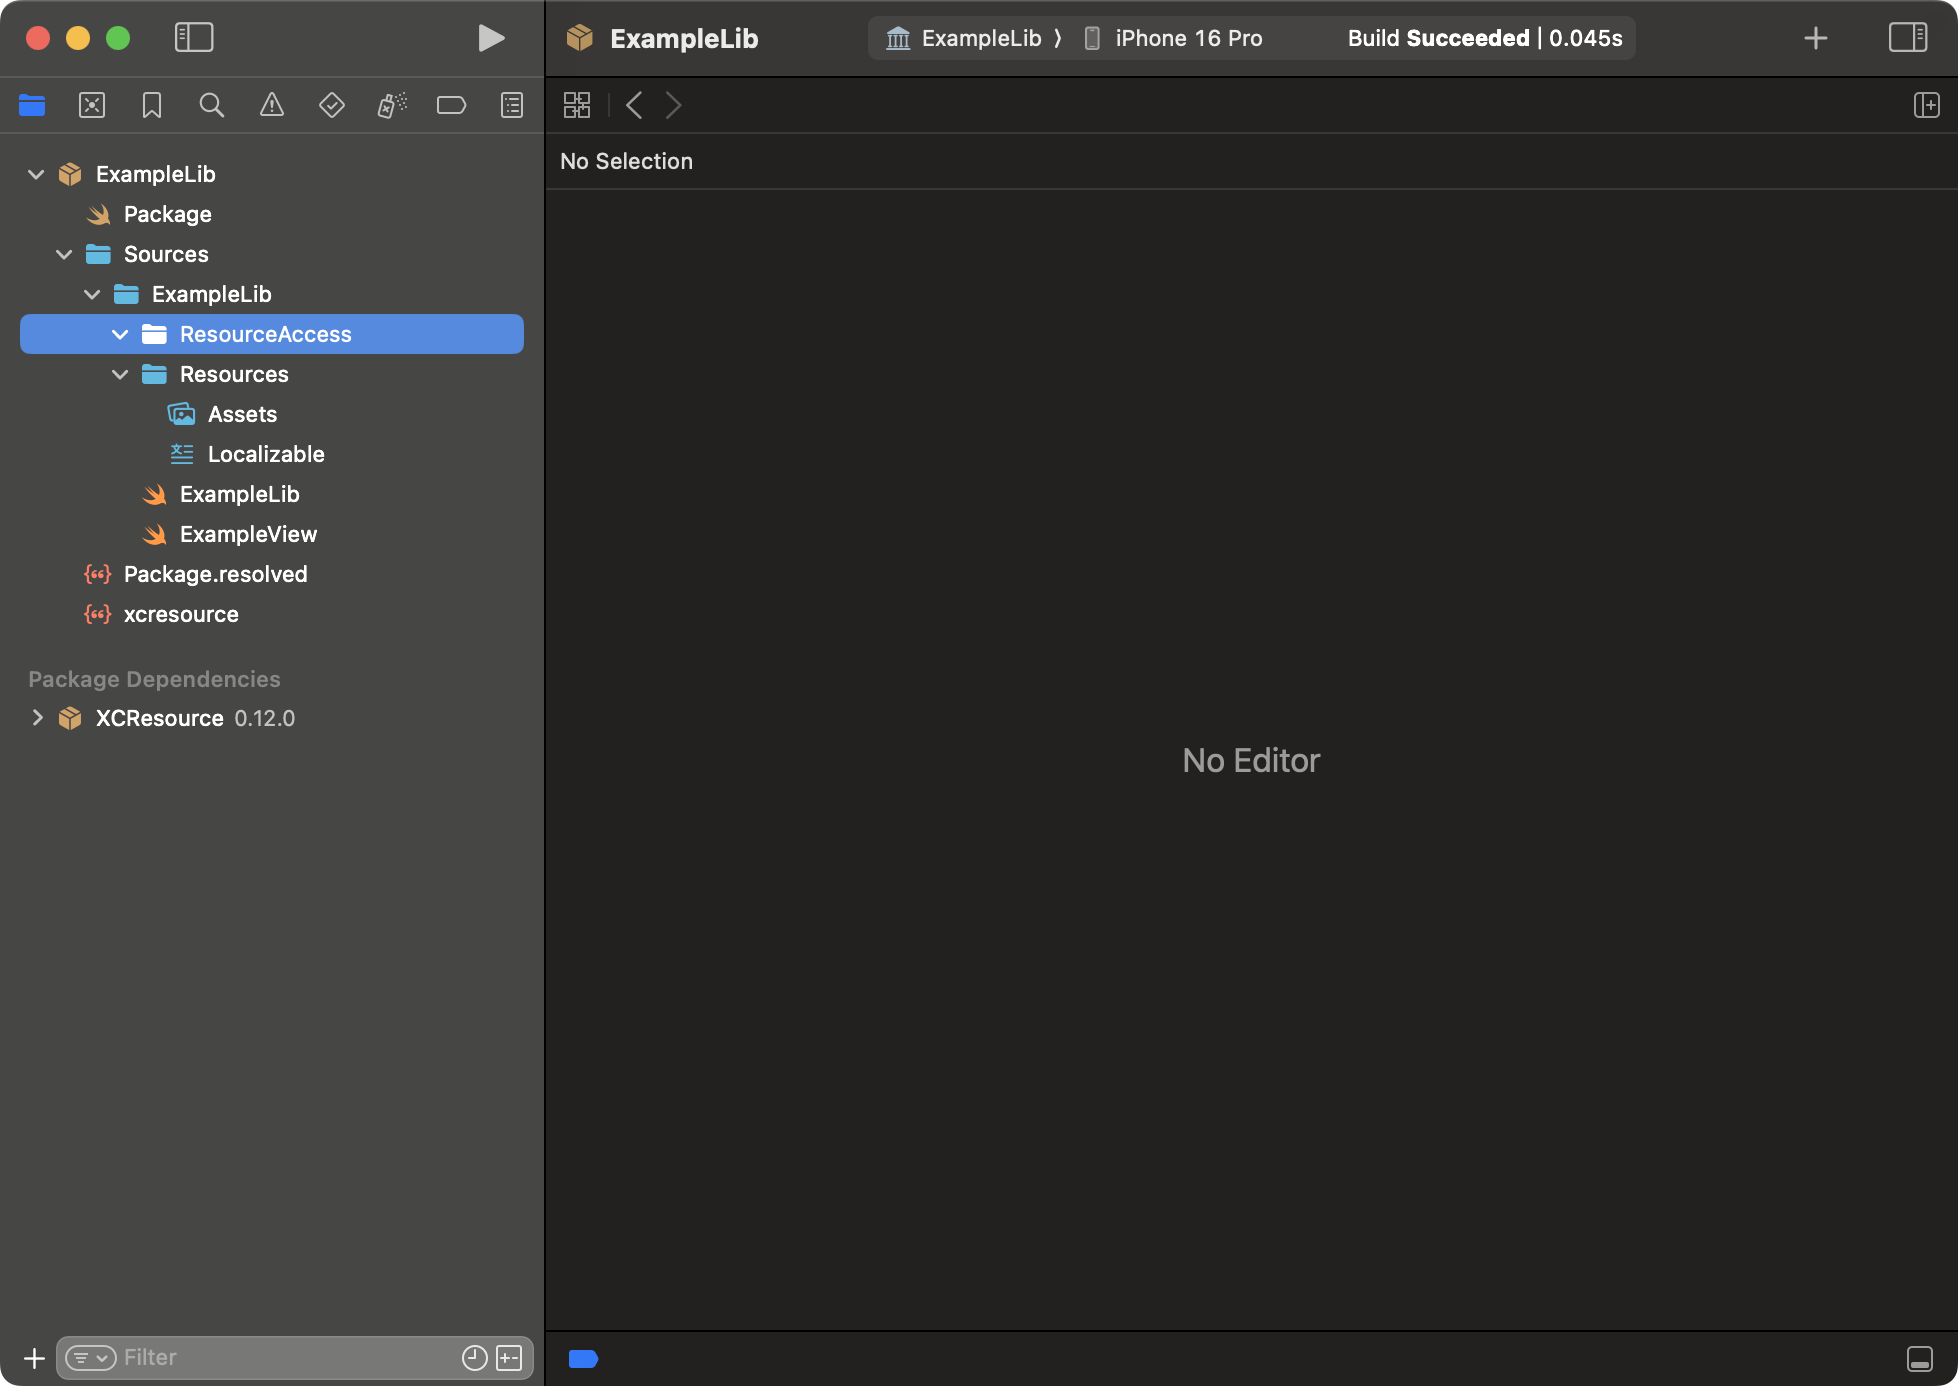 ExampleLib
ExampleLib ⟩ iPhone 16 Pro
Build Succeeded | 0.045s
ExampleLib
Package
Sources
ExampleLib
ResourceAccess
Resources
Assets
Localizable
ExampleLib
ExampleView
Package.resolved
xcresource
Package Dependencies
XCResource 0.12.0
Filter
No Selection
No Editor